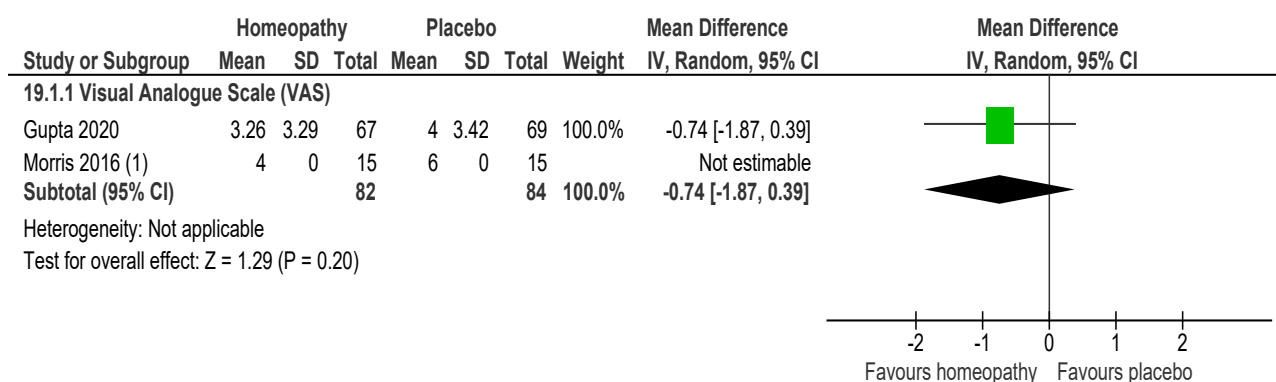 Homeopathy Placebo Mean Difference Mean Difference
Study or Subgroup Mean SD Total Mean SD Total Weight IV, Random, 95% CI IV, Random, 95% CI
19.1.1 Visual Analogue Scale (VAS)
Gupta 2020 3.26 3.29 67 4 3.42 69 100.0% -0.74 [-1.87, 0.39]
Morris 2016 (1) 4 0 15 6 0 15 Not estimable
Subtotal (95% CI) 82 84 100.0% -0.74 [-1.87, 0.39]
Heterogeneity: Not applicable
Test for overall effect: Z = 1.29 (P = 0.20)
-2 -1 0 1 2
Favours homeopathy Favours placebo